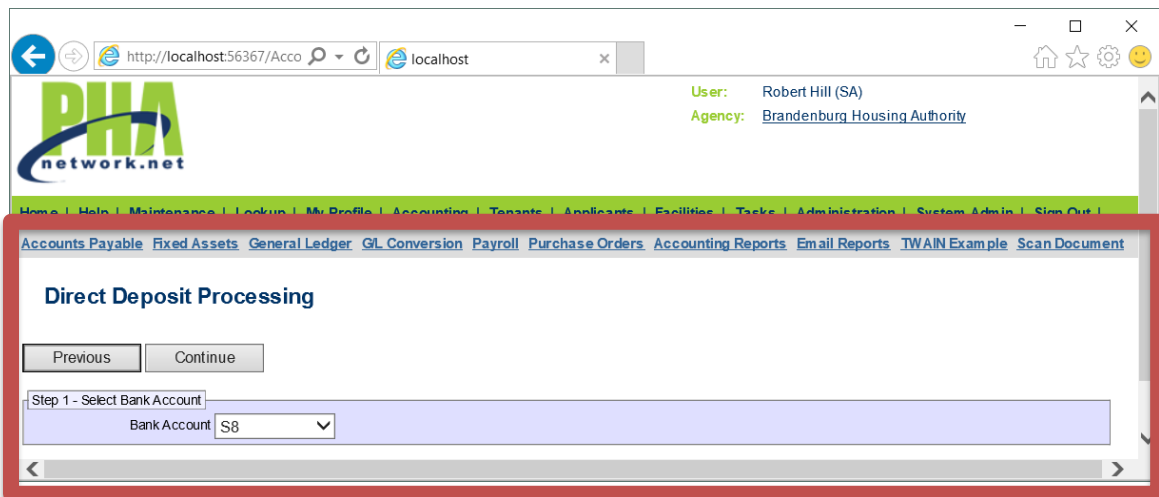 http://localhost:56367/Acco
localhost
PHA
network.net
User: Robert Hill (SA)
Agency: Brandenburg Housing Authority
Home | Help | Maintenance | Lookup | My Profile | Accounting | Tenants | Applicants | Facilities | Tasks | Administration | System Admin | Sign Out |
Accounts Payable Fixed Assets General Ledger G/L Conversion Payroll Purchase Orders Accounting Reports Email Reports TWAIN Example Scan Document
Direct Deposit Processing
Previous Continue
Step 1 - Select Bank Account
Bank Account S8